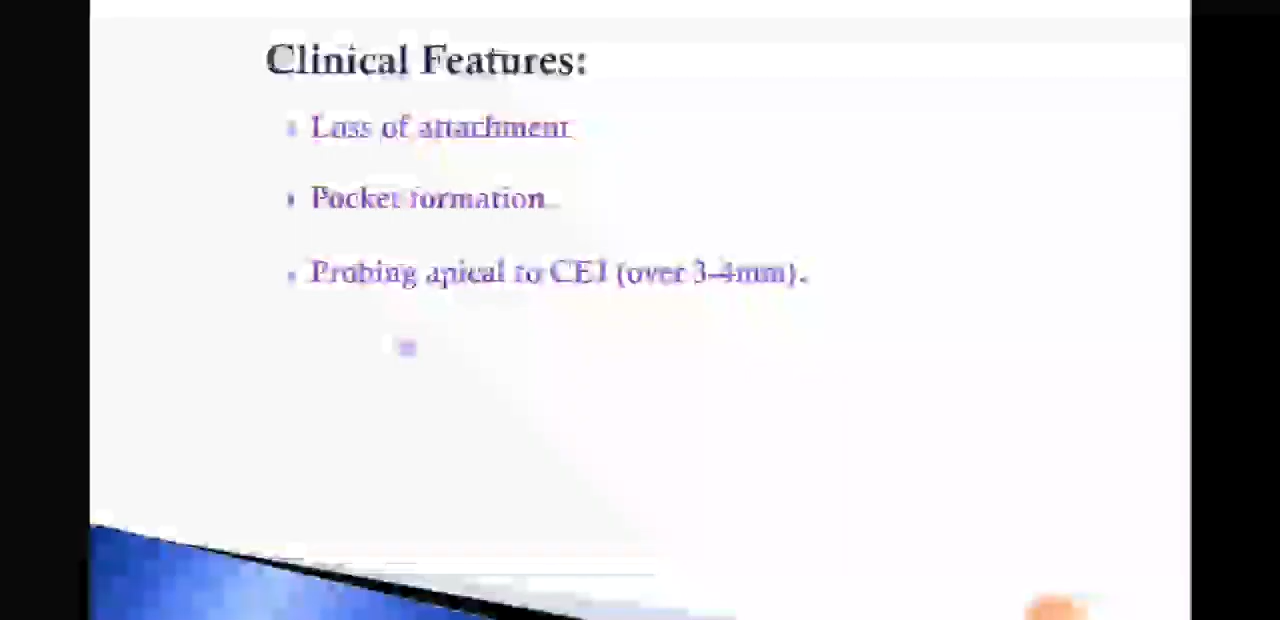 Clinical Features:
Loss of attachment
Pocket formation
Probing apical to CEJ (over 3-4mm).